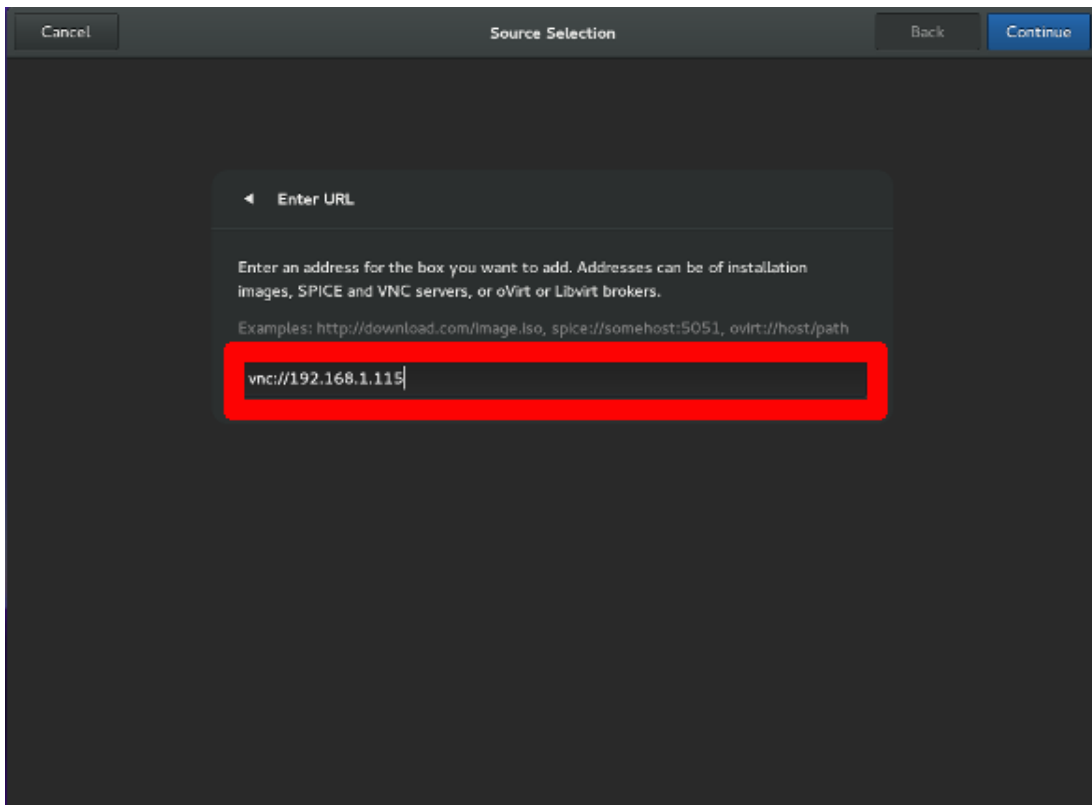 Cancel Source Selection Back Continue
Enter URL
Enter an address for the box you want to add. Addresses can be of installation
images, SPICE and VNC servers, or oVirt or Libvirt brokers.
Examples: http://download.com/image.iso, spice://somehost:5051, ovirt://host/path
vnc://192.168.1.115